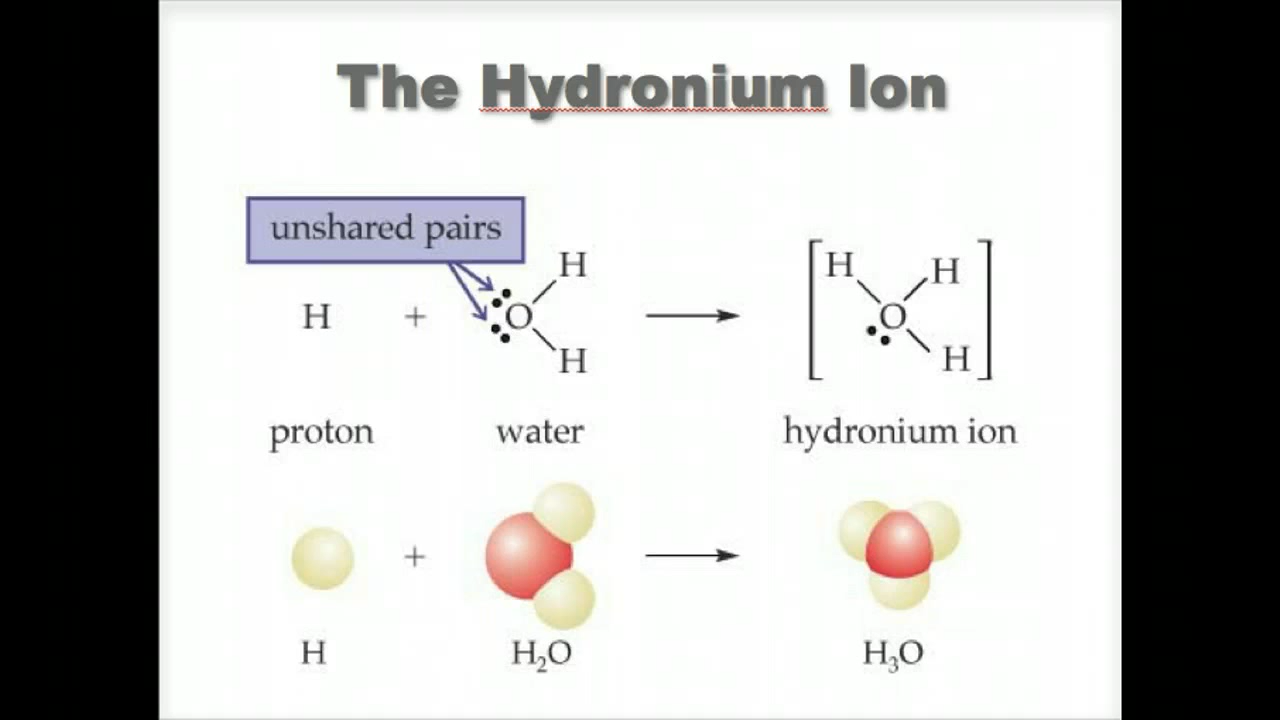 The Hydronium Ion
unshared pairs
H + O H H → [H H O H]
proton water hydronium ion
+ →
H H₂O H₃O